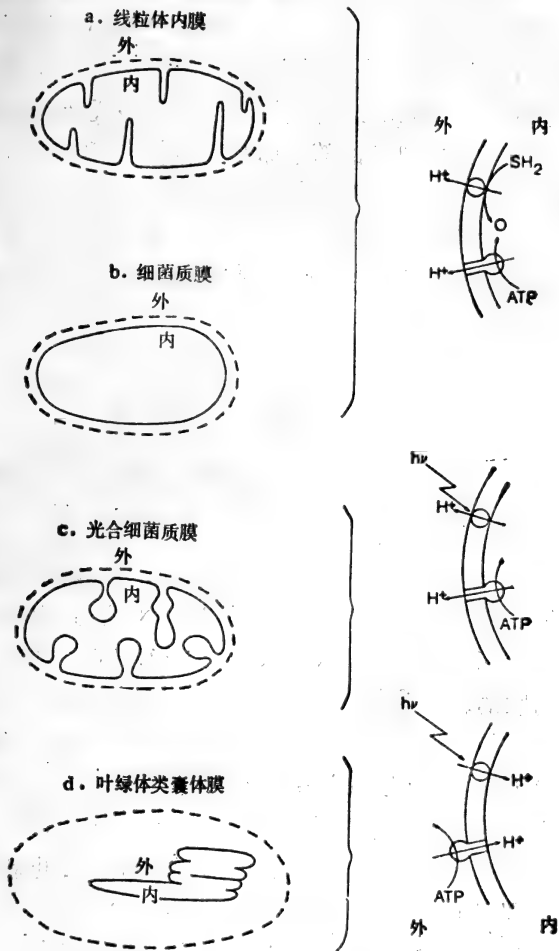 a. 线粒体内膜
外
内
外 内
H+
SH₂
O
H+
ATP
b. 细菌质膜
外
内
hν
H+
H+
ATP
c. 光合细菌质膜
外
内
hν
H+
H+
ATP
d. 叶绿体类囊体膜
外
内
外 内